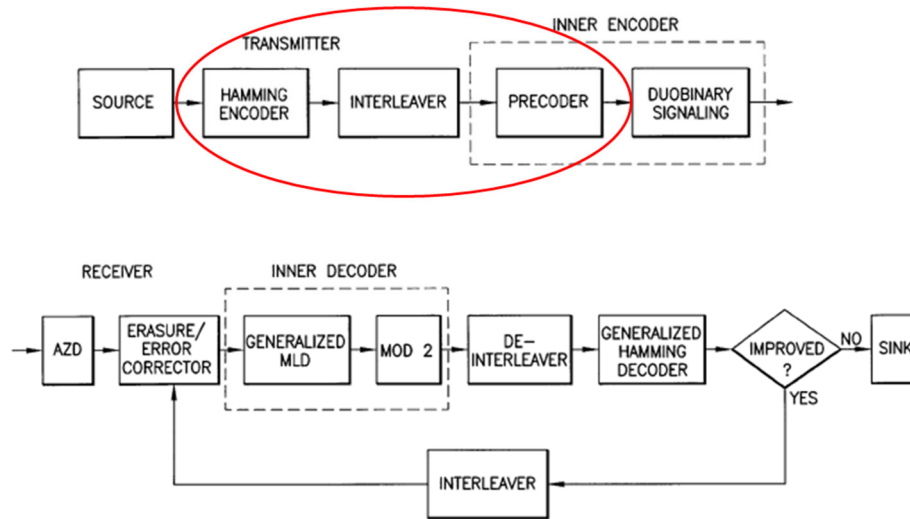 INNER ENCODER
TRANSMITTER
SOURCE
HAMMING
ENCODER
INTERLEAVER
PRECODER
DUOBINARY
SIGNALING
RECEIVER
INNER DECODER
AZD
ERASURE/
ERROR
CORRECTOR
GENERALIZED
MLD
MOD 2
DE-
INTERLEAVER
GENERALIZED
HAMMING
DECODER
IMPROVED
?
NO
SINK
YES
INTERLEAVER